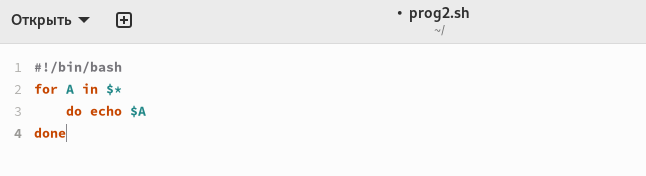 Открыть
• prog2.sh
~/
1 #!/bin/bash
2 for A in $*
3     do echo $A
4 done